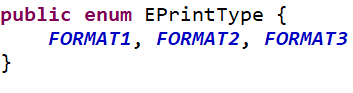 public enum EPrintType {
    FORMAT1, FORMAT2, FORMAT3
}